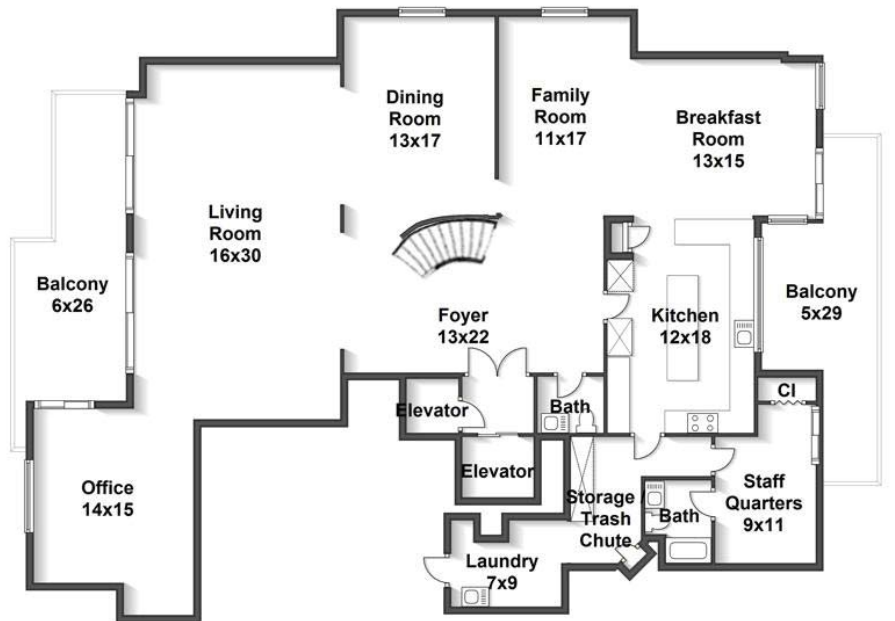 Dining
Room
13x17
Family
Room
11x17
Breakfast
Room
13x15
Living
Room
16x30
Balcony
6x26
Foyer
13x22
Kitchen
12x18
Balcony
5x29
Elevator
Bath
CI
Elevator
Office
14x15
Storage /
Trash
Chute
Bath
Staff
Quarters
9x11
Laundry
7x9